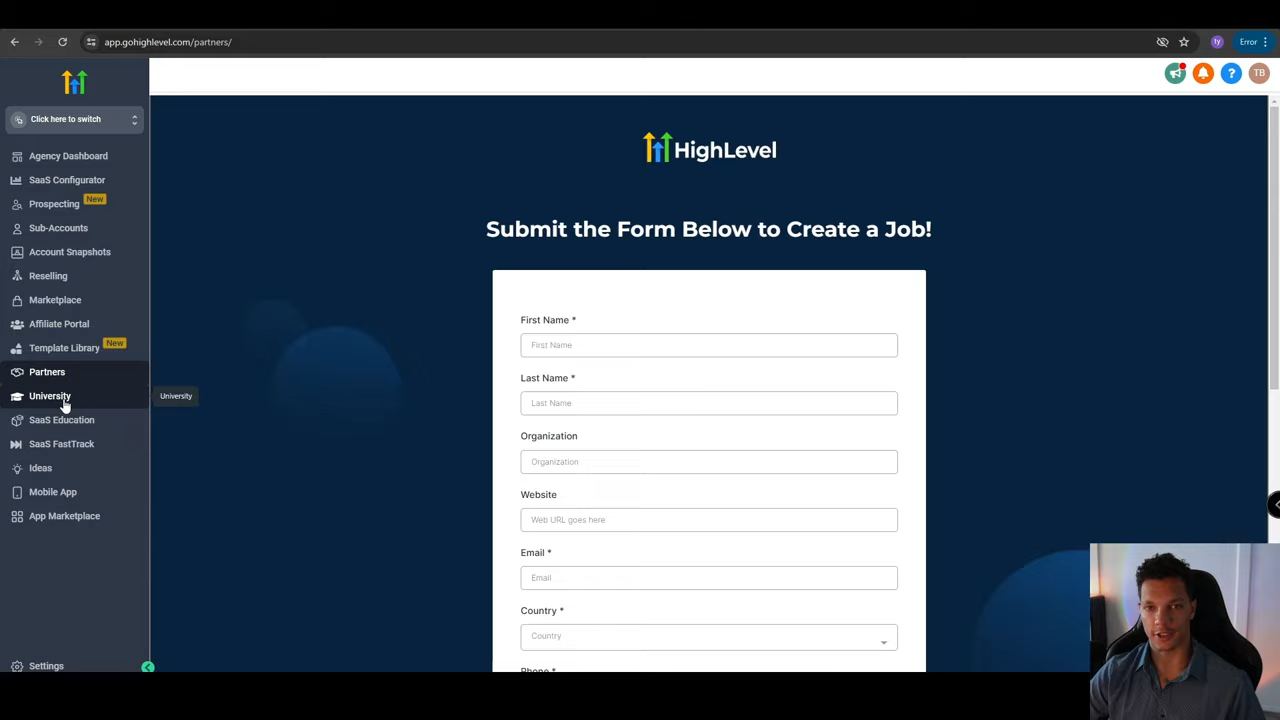 app.gohighlevel.com/partners/
ty
Error
Click here to switch
TB
Agency Dashboard
SaaS Configurator
Prospecting New
Sub-Accounts
Account Snapshots
Reselling
Marketplace
Affiliate Portal
Template Library New
Partners
University
University
SaaS Education
SaaS FastTrack
Ideas
Mobile App
App Marketplace
Settings
HighLevel
Submit the Form Below to Create a Job!
First Name *
First Name
Last Name *
Last Name
Organization
Organization
Website
Web URL goes here
Email *
Email
Country *
Country
Phone *